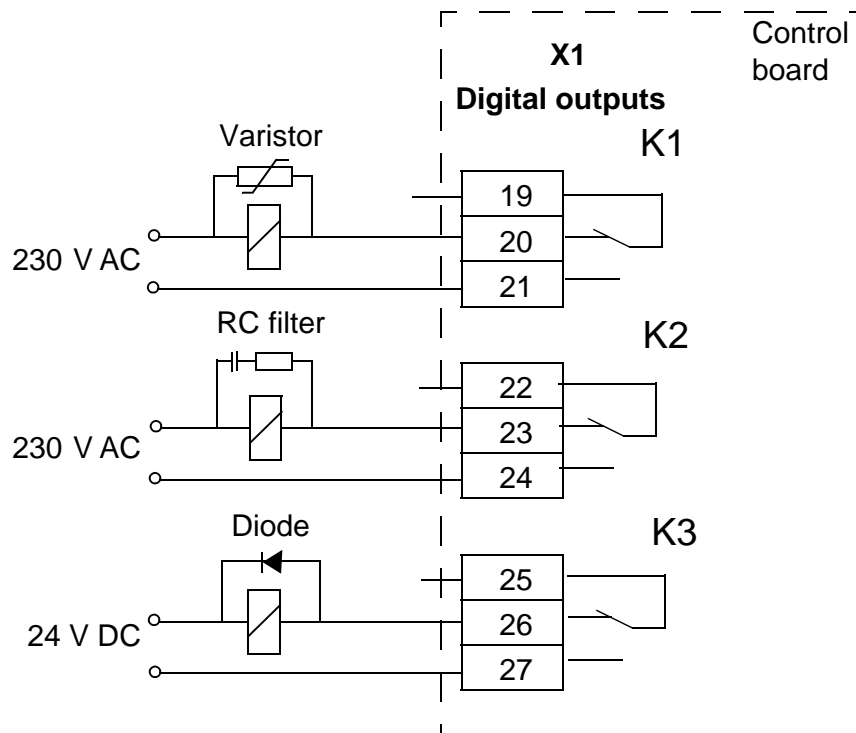 Control
board
X1
Digital outputs
Varistor
K1
19
230 V AC
20
21
RC filter
K2
22
230 V AC
23
24
Diode
K3
25
24 V DC
26
27